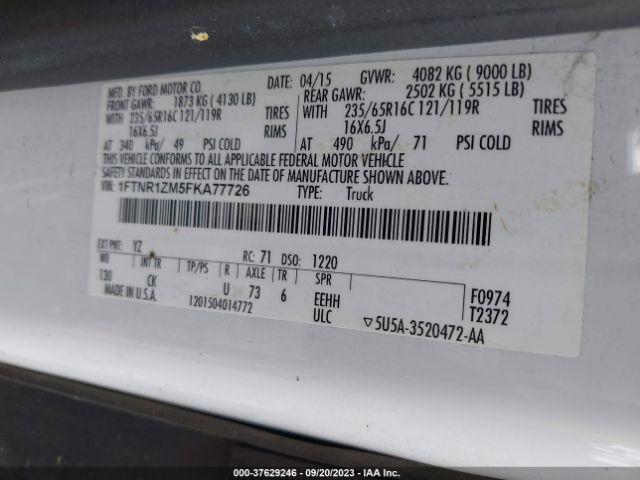 MFD. BY FORD MOTOR CO.
DATE: 04/15 GVWR: 4082 KG ( 9000 LB)
FRONT GAWR: 1873 KG ( 4130 LB) REAR GAWR: 2502 KG ( 5515 LB)
WITH 235/65R16C 121/119R TIRES WITH 235/65R16C 121/119R TIRES
16X6.5J RIMS 16X6.5J RIMS
AT 340 kPa/ 49 PSI COLD AT 490 kPa/ 71 PSI COLD
THIS VEHICLE CONFORMS TO ALL APPLICABLE FEDERAL MOTOR VEHICLE
SAFETY STANDARDS IN EFFECT ON THE DATE OF MANUFACTURE SHOWN ABOVE.
VIN: 1FTNR1ZM5FKA77726 TYPE: Truck
EXT PNT: YZ RC: 71 DSO: 1220
WB INT TR TP/PS R AXLE TR SPR
130 CK U 73 6 EEHH F0974
MADE IN U.S.A. 1201504014772 ULC T2372
▽5U5A-3520472-AA
000-37629246 - 09/20/2023 - IAA Inc.